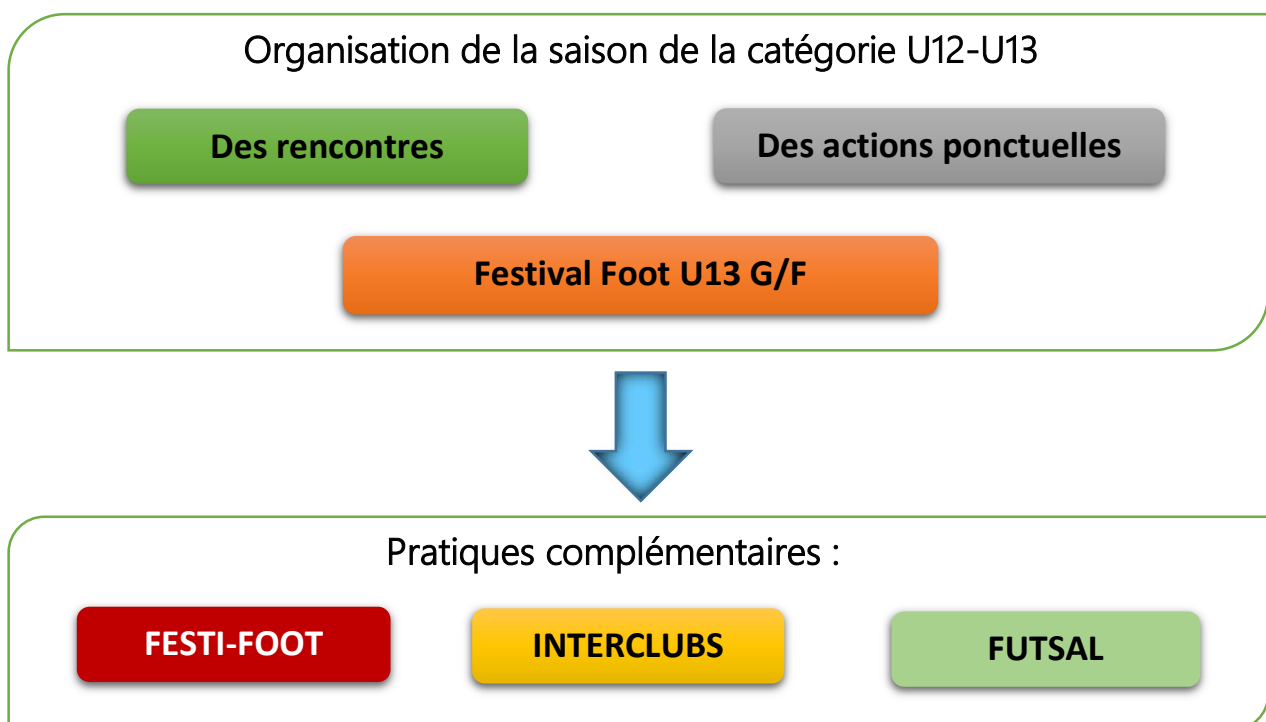 Organisation de la saison de la catégorie U12-U13
Des rencontres
Des actions ponctuelles
Festival Foot U13 G/F
Pratiques complémentaires :
FESTI-FOOT
INTERCLUBS
FUTSAL